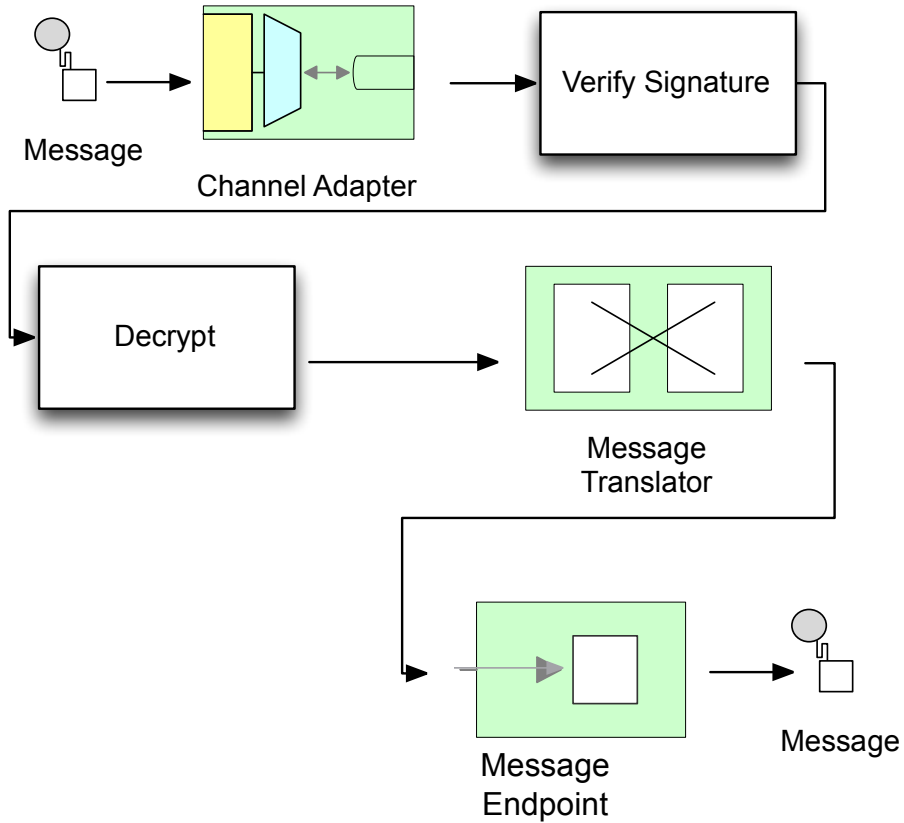 Message
Channel Adapter
Verify Signature
Decrypt
Message
Translator
Message
Endpoint
Message